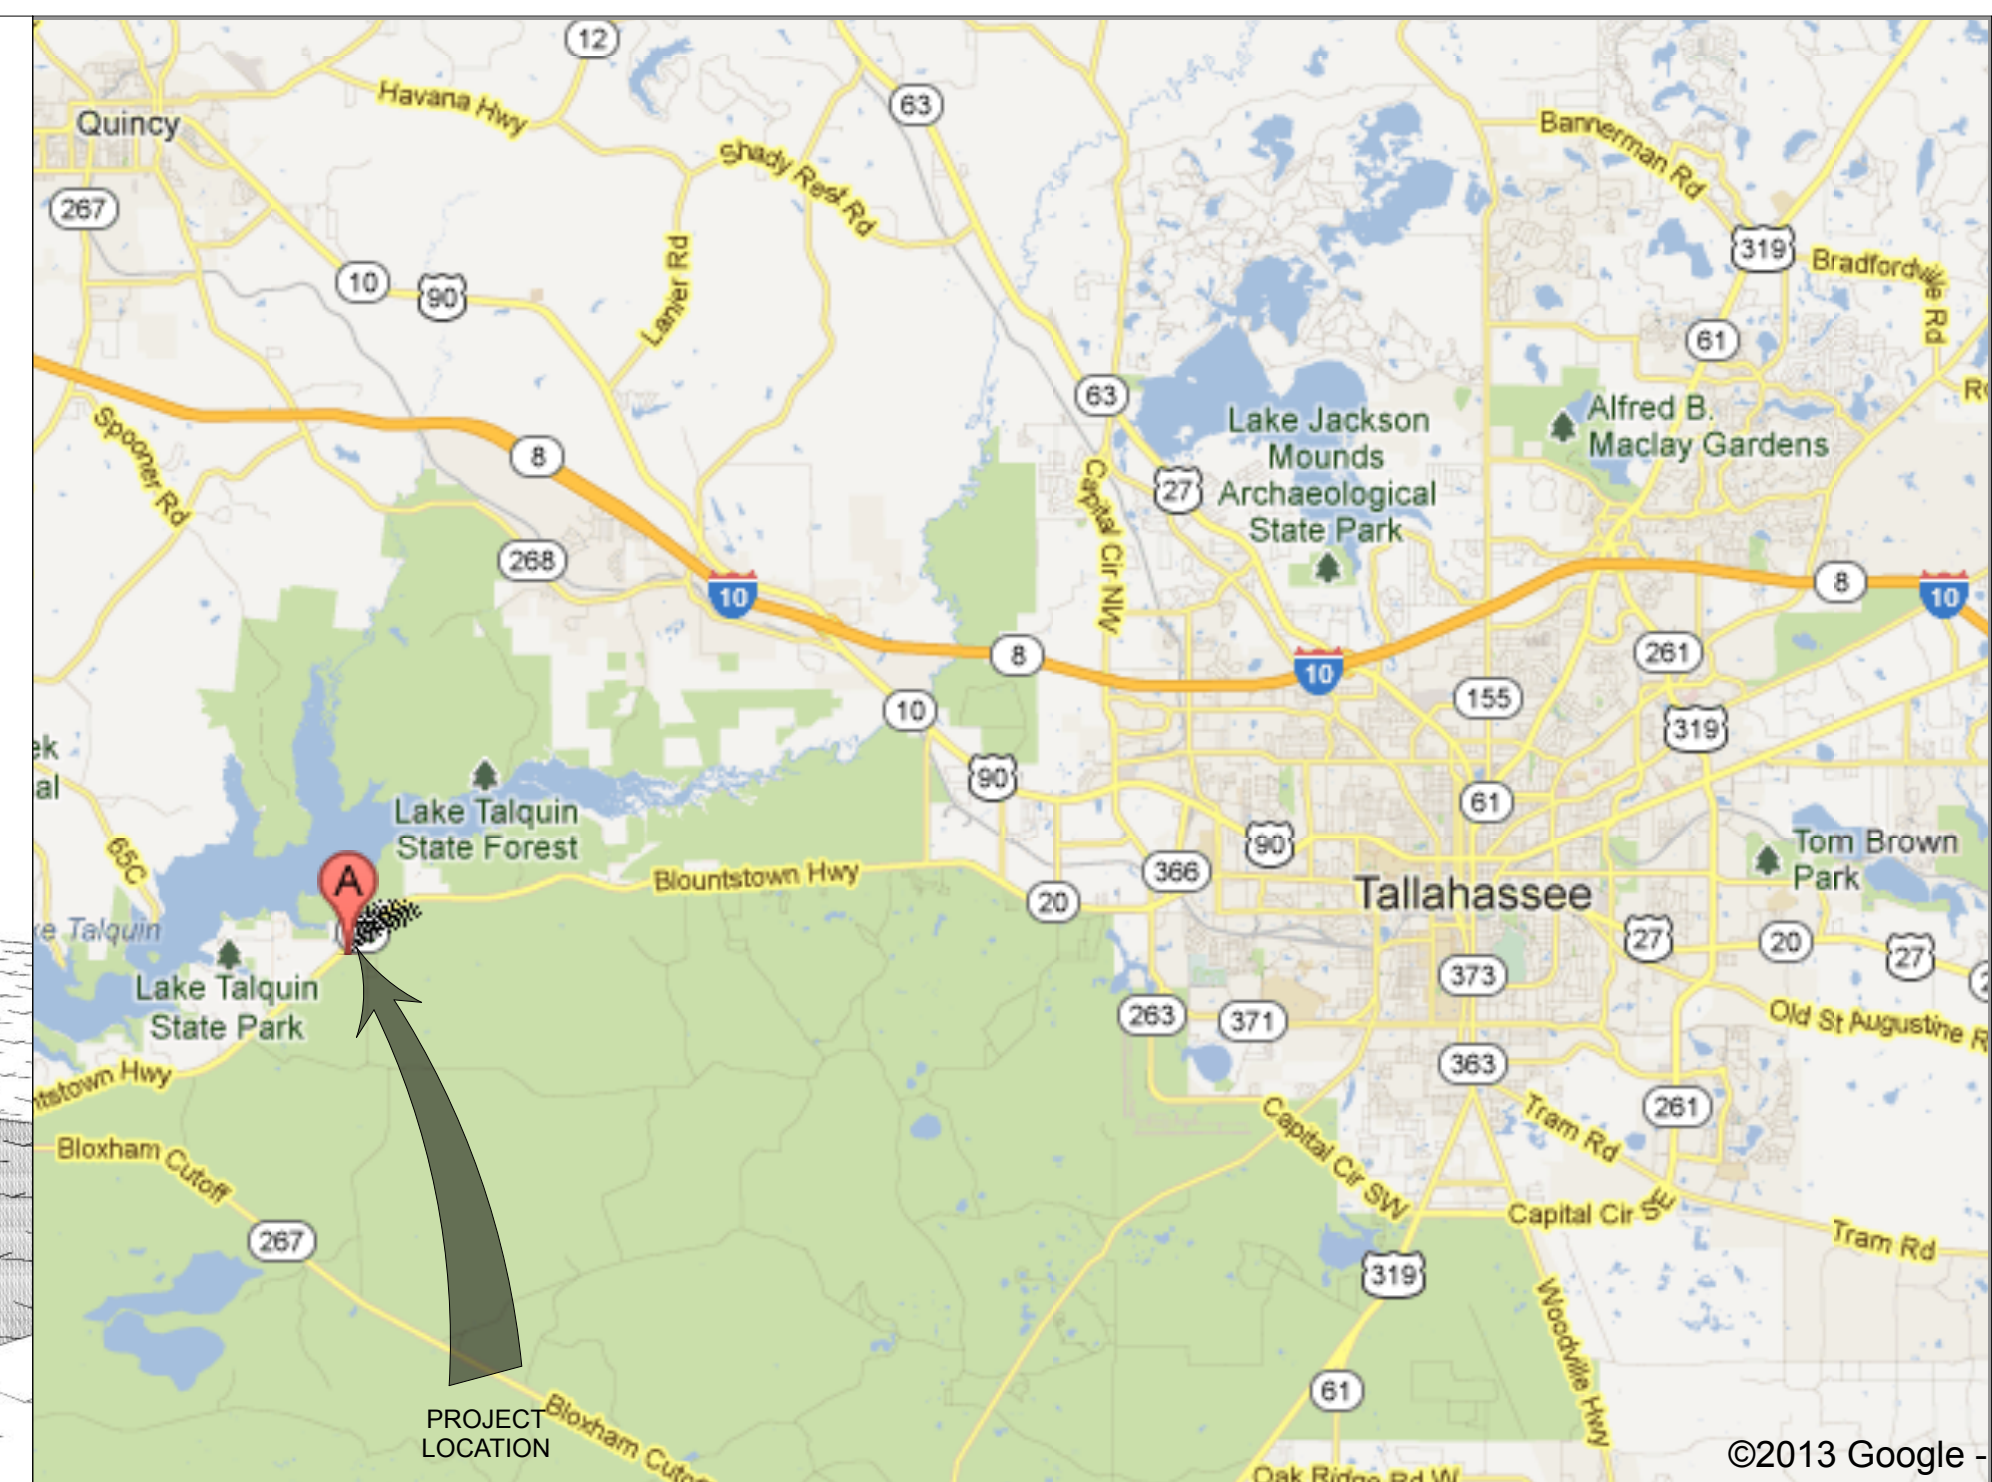 12
63
Havana Hwy
Quincy
Shady Rest Rd
Bannerman Rd
267
319
Bradfordville Rd
Lanier Rd
10
90
61
63
Spooner Rd
8
Lake Jackson
Mounds
Archaeological
State Park
Alfred B.
Maclay Gardens
27
Capital Cir NW
268
10
8
10
8
10
261
155
10
319
90
61
Lake Talquin
State Forest
65C
A
Blountstown Hwy
366
90
Tom Brown
Park
Tallahassee
20
Talquin
27
20
27
373
Lake Talquin
State Park
263
371
Old St Augustine R
363
261
Hwy
Tram Rd
Capital Cir SW
Bloxham Cutoff
Capital Cir SE
Tram Rd
267
319
Woodville Hwy
61
PROJECT
LOCATION
Bloxham Cutoff
Oak Ridge Rd W
©2013 Google -